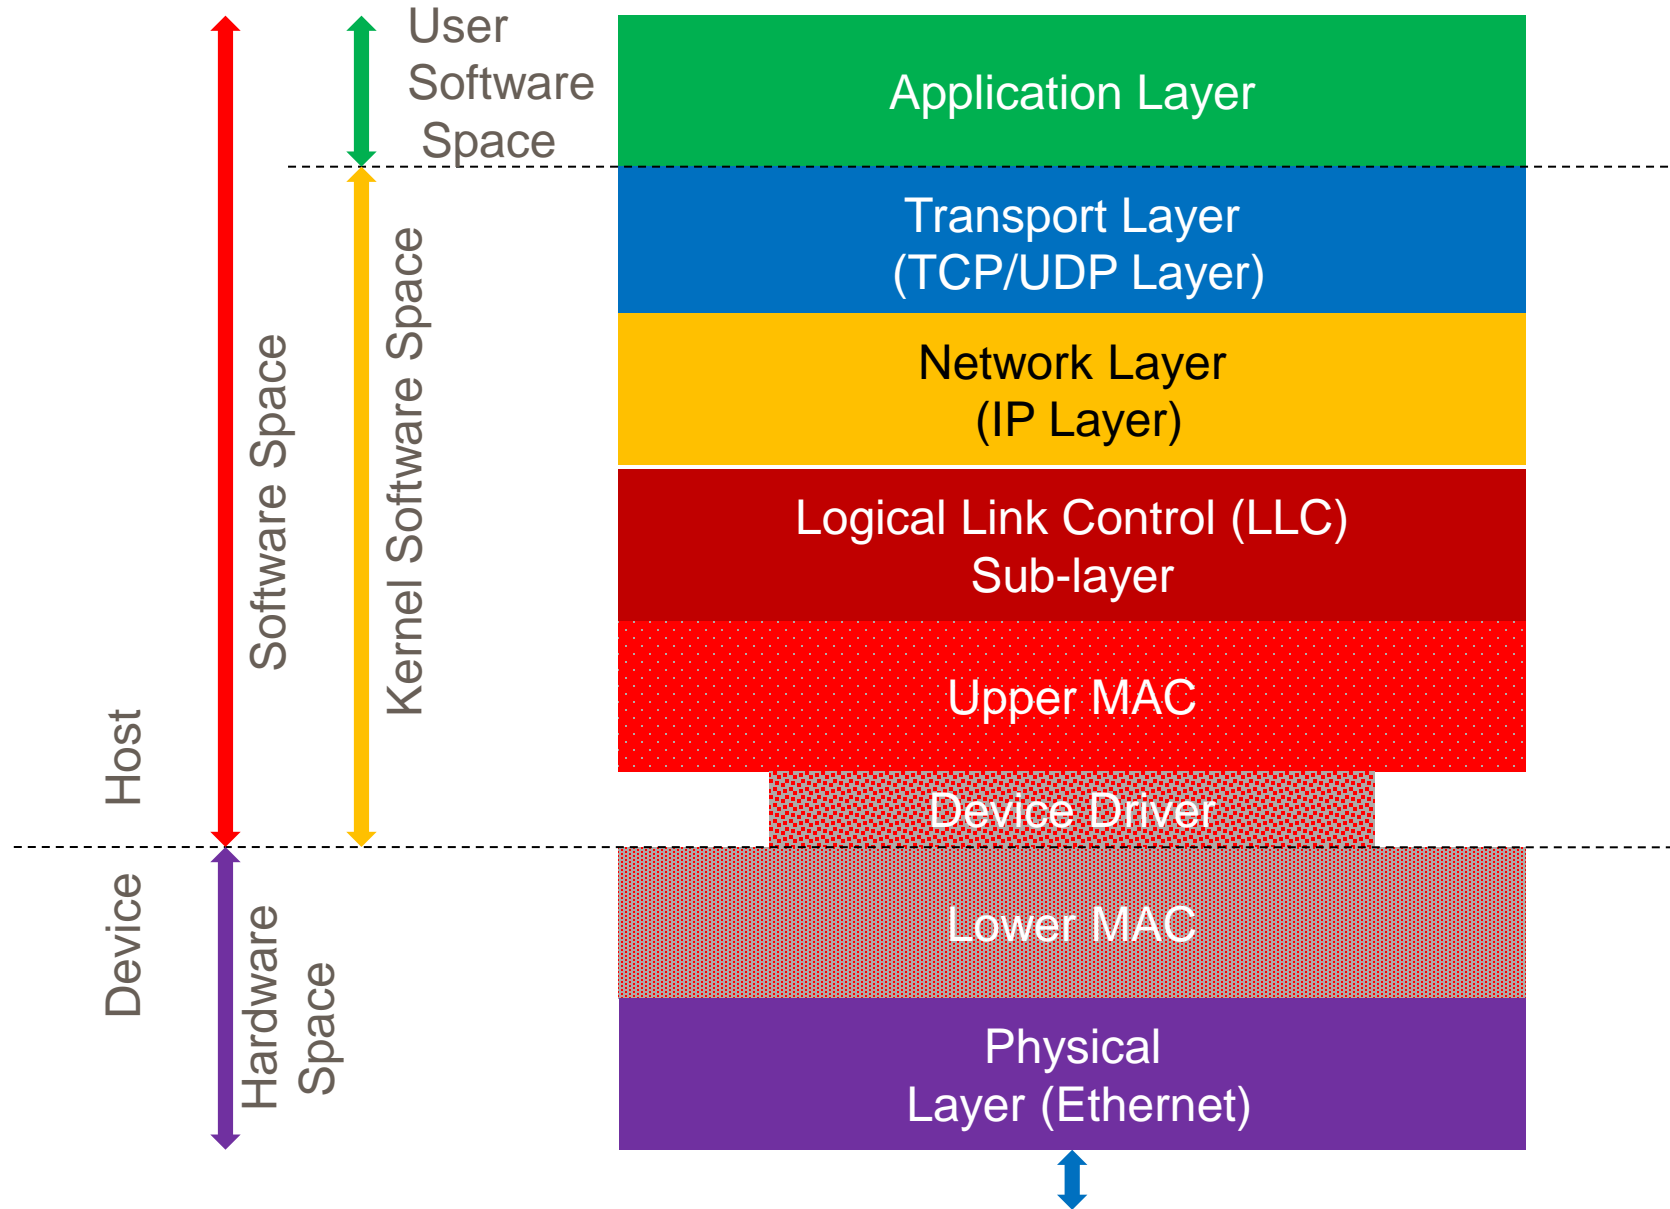 User
Software
Space
Application Layer
Transport Layer
(TCP/UDP Layer)
Network Layer
(IP Layer)
Logical Link Control (LLC)
Sub-layer
Upper MAC
Device Driver
Lower MAC
Physical
Layer (Ethernet)
Software Space
Kernel Software Space
Host
Device
Hardware
Space